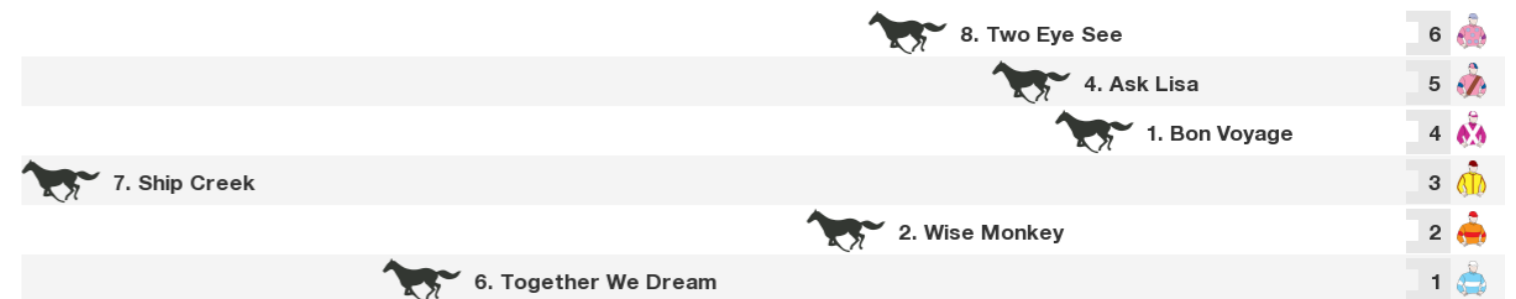 8. Two Eye See 6
4. Ask Lisa 5
1. Bon Voyage 4
7. Ship Creek 3
2. Wise Monkey 2
6. Together We Dream 1